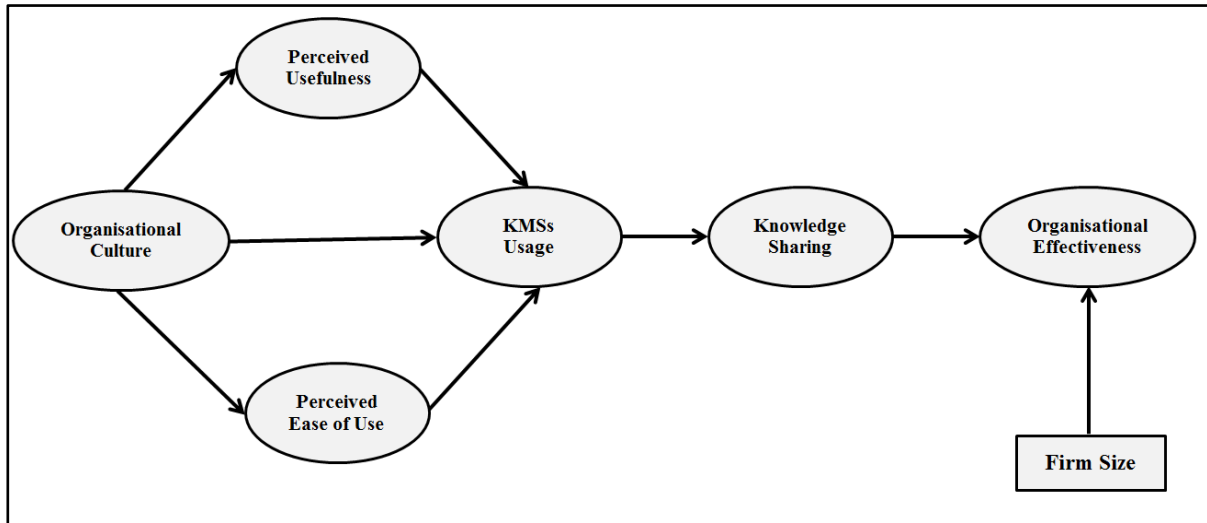 Perceived
Usefulness
Organisational
Culture
KMSs
Usage
Knowledge
Sharing
Organisational
Effectiveness
Perceived
Ease of Use
Firm Size